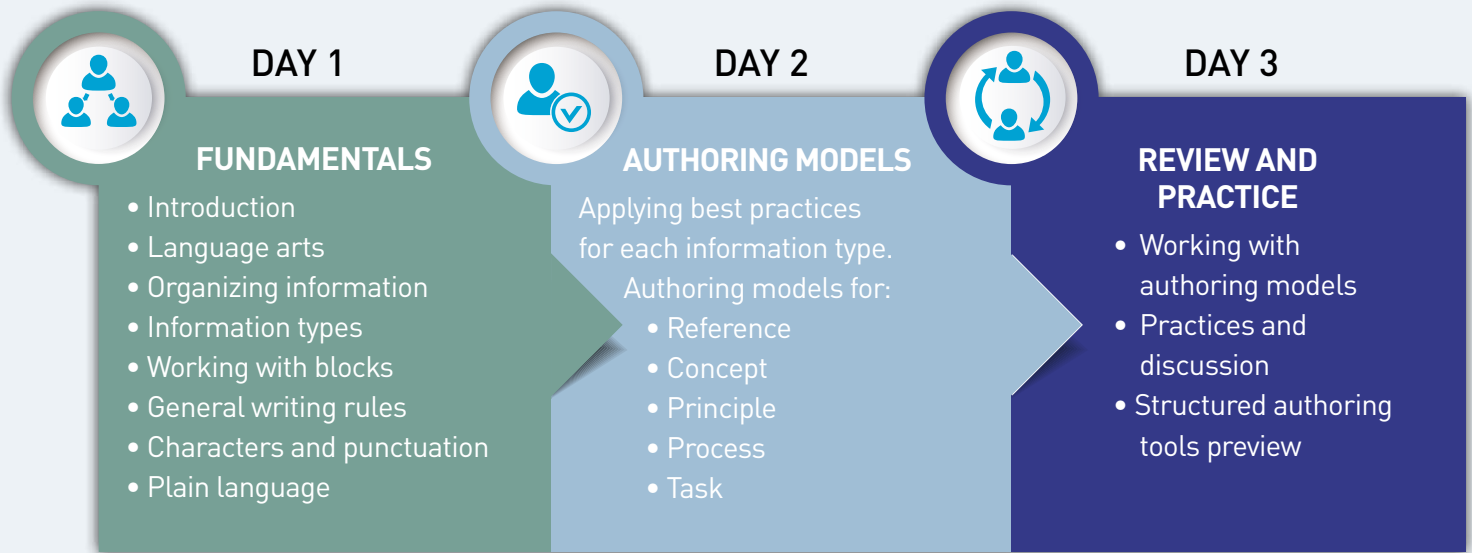 DAY 1
FUNDAMENTALS
• Introduction
• Language arts
• Organizing information
• Information types
• Working with blocks
• General writing rules
• Characters and punctuation
• Plain language
DAY 2
AUTHORING MODELS
Applying best practices
for each information type.
Authoring models for:
• Reference
• Concept
• Principle
• Process
• Task
DAY 3
REVIEW AND
PRACTICE
• Working with
authoring models
• Practices and
discussion
• Structured authoring
tools preview